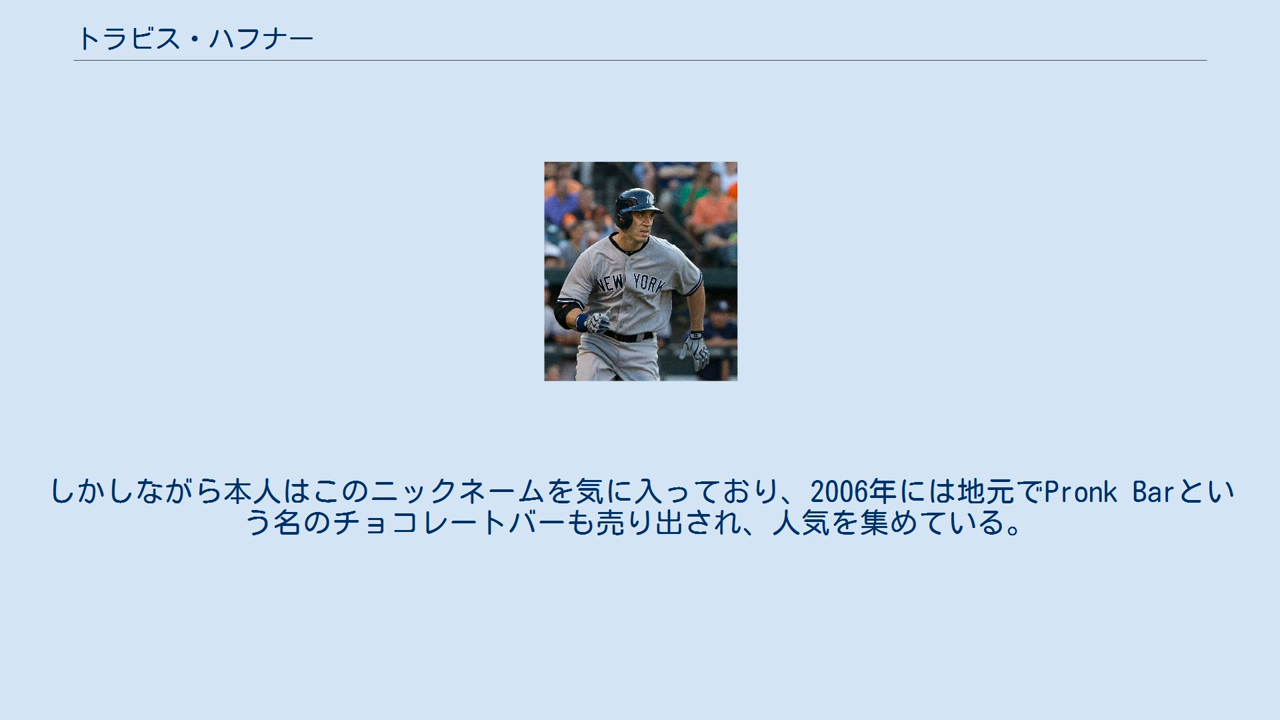 トラビス・ハフナー
NEW YORK
しかしながら本人はこのニックネームを気に入っており、2006年には地元でPronk Barとい
う名のチョコレートバーも売り出され、人気を集めている。